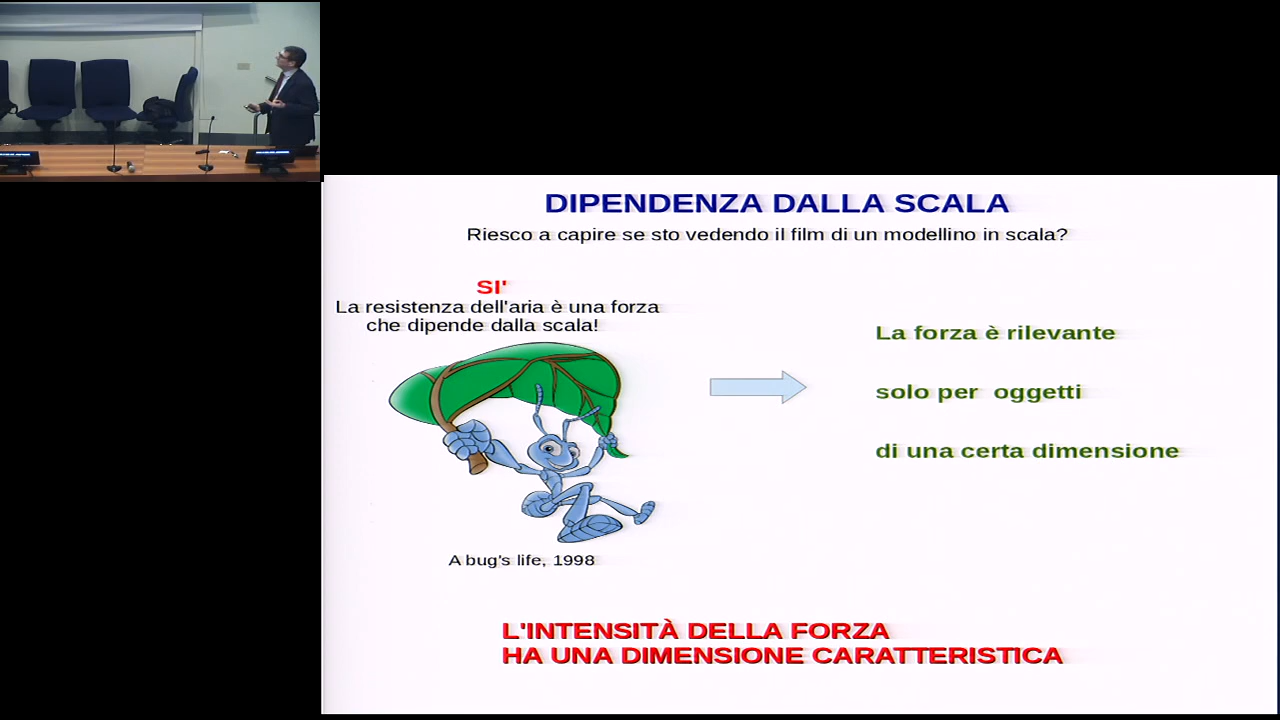 DIPENDENZA DALLA SCALA
Riesco a capire se sto vedendo il film di un modellino in scala?
SI'
La resistenza dell'aria è una forza
che dipende dalla scala!
La forza è rilevante
solo per oggetti
di una certa dimensione
A bug's life, 1998
L'INTENSITÀ DELLA FORZA
HA UNA DIMENSIONE CARATTERISTICA